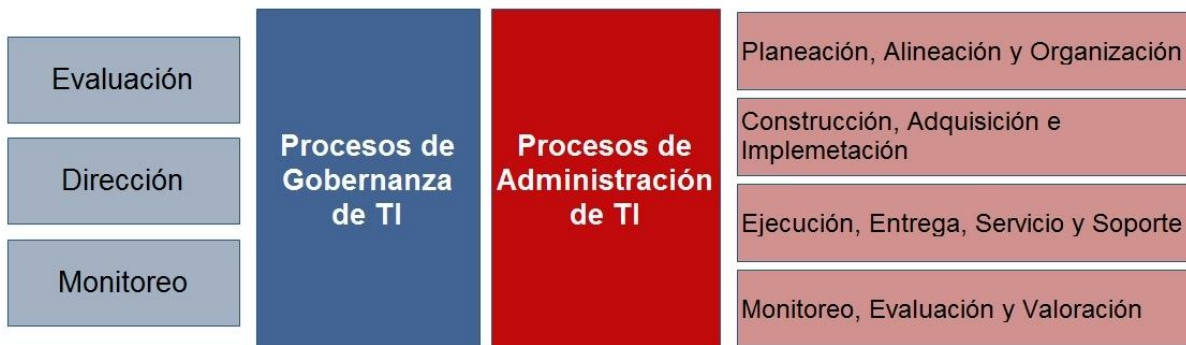 Evaluación
Dirección
Monitoreo
Procesos de
Gobernanza
de TI
Procesos de
Administración
de TI
Planeación, Alineación y Organización
Construcción, Adquisición e
Implemetación
Ejecución, Entrega, Servicio y Soporte
Monitoreo, Evaluación y Valoración